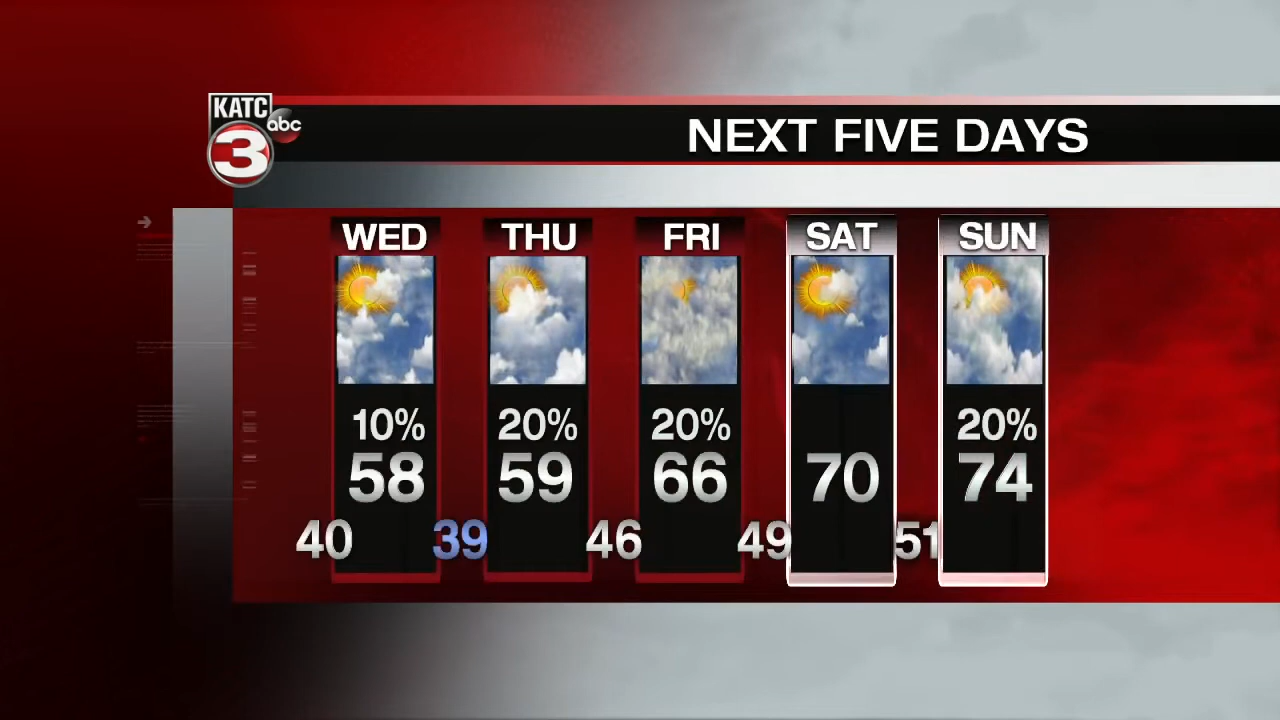 KATC
abc
3
NEXT FIVE DAYS
WED THU FRI SAT SUN
10% 20% 20% 20%
58 59 66 70 74
40 39 46 49 51